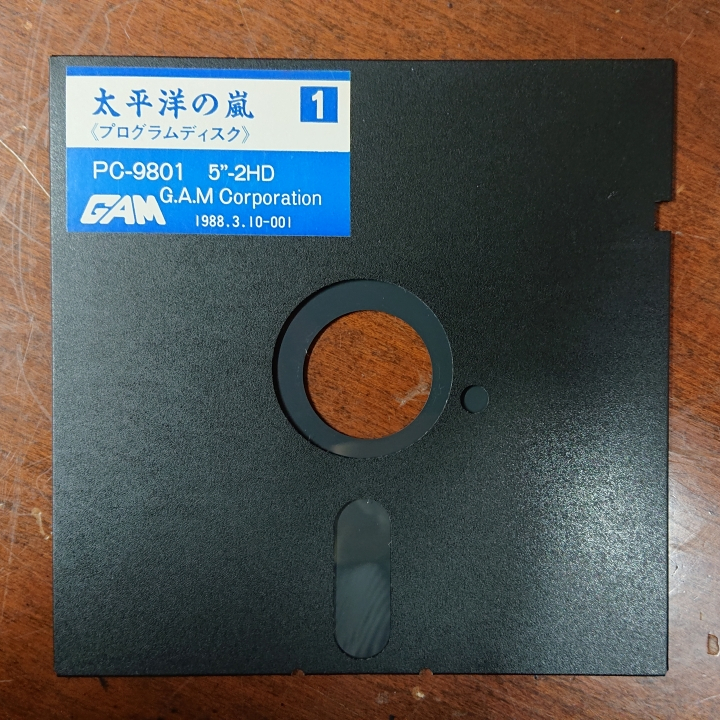 太平洋の嵐 1
《プログラムディスク》
PC-9801 5”-2HD
G.A.M Corporation
GAM
1988.3.10-001